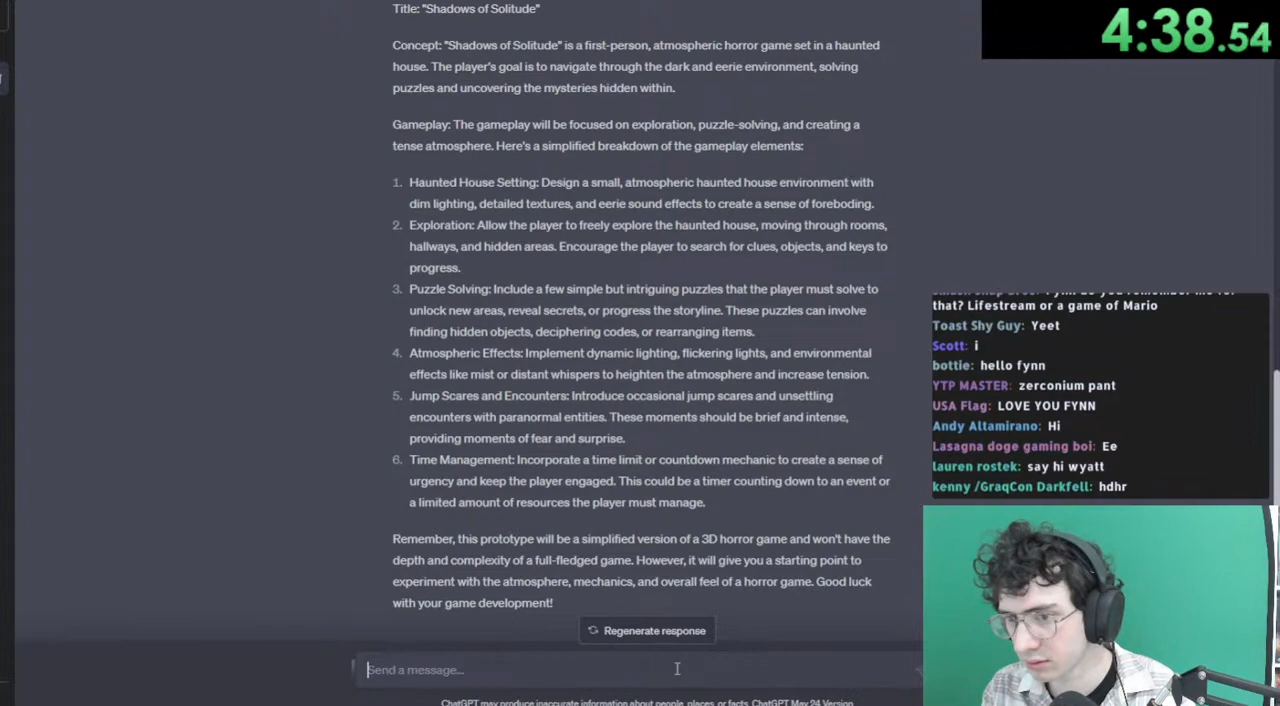 Title: "Shadows of Solitude"
4:38.54
Concept: "Shadows of Solitude" is a first-person, atmospheric horror game set in a haunted
house. The player's goal is to navigate through the dark and eerie environment, solving
puzzles and uncovering the mysteries hidden within.
Gameplay: The gameplay will be focused on exploration, puzzle-solving, and creating a
tense atmosphere. Here's a simplified breakdown of the gameplay elements:
1. Haunted House Setting: Design a small, atmospheric haunted house environment with
dim lighting, detailed textures, and eerie sound effects to create a sense of foreboding.
2. Exploration: Allow the player to freely explore the haunted house, moving through rooms,
hallways, and hidden areas. Encourage the player to search for clues, objects, and keys to
progress.
3. Puzzle Solving: Include a few simple but intriguing puzzles that the player must solve to
unlock new areas, reveal secrets, or progress the storyline. These puzzles can involve
finding hidden objects, deciphering codes, or rearranging items.
4. Atmospheric Effects: Implement dynamic lighting, flickering lights, and environmental
effects like mist or distant whispers to heighten the atmosphere and increase tension.
5. Jump Scares and Encounters: Introduce occasional jump scares and unsettling
encounters with paranormal entities. These moments should be brief and intense,
providing moments of fear and surprise.
6. Time Management: Incorporate a time limit or countdown mechanic to create a sense of
urgency and keep the player engaged. This could be a timer counting down to an event or
a limited amount of resources the player must manage.
Remember, this prototype will be a simplified version of a 3D horror game and won't have the
depth and complexity of a full-fledged game. However, it will give you a starting point to
experiment with the atmosphere, mechanics, and overall feel of a horror game. Good luck
with your game development!
Regenerate response
Send a message...
ChatGPT may produce inaccurate information about people, places, or facts. ChatGPT May 24 Version
that? Lifestream or a game of Mario
Toast Shy Guy: Yeet
Scott: i
bottie: hello fynn
YTP MASTER: zerconium pant
USA Flag: LOVE YOU FYNN
Andy Altamirano: Hi
Lasagna doge gaming boi: Ee
lauren rostek: say hi wyatt
kenny /GraqCon Darkfell: hdhr